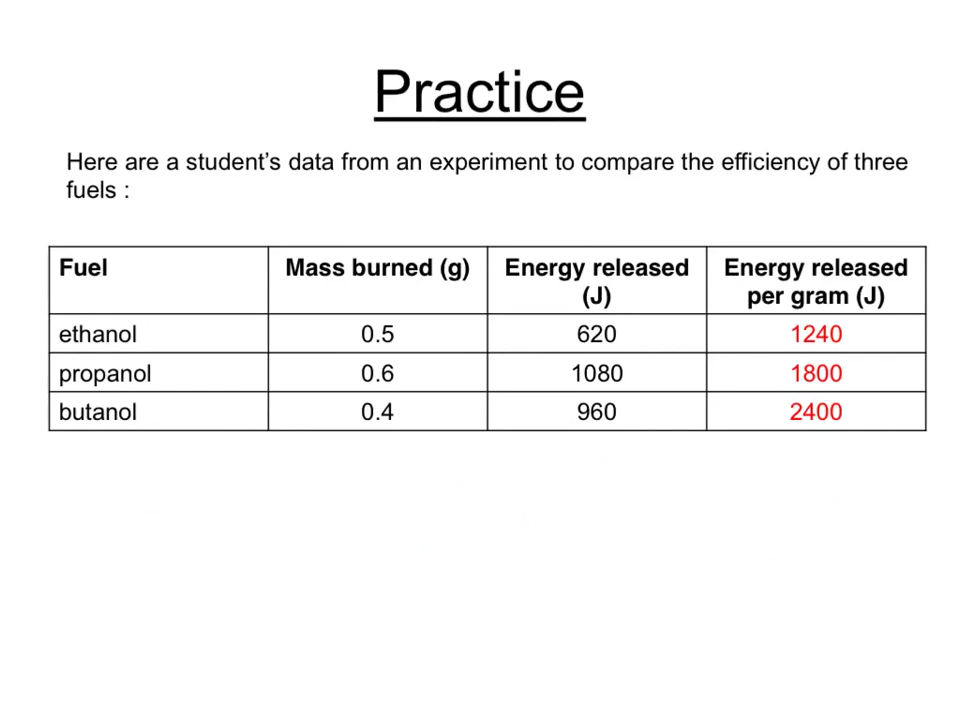 Practice
Here are a student's data from an experiment to compare the efficiency of three
fuels :
Fuel Mass burned (g) Energy released (J) Energy released per gram (J)
ethanol 0.5 620 1240
propanol 0.6 1080 1800
butanol 0.4 960 2400